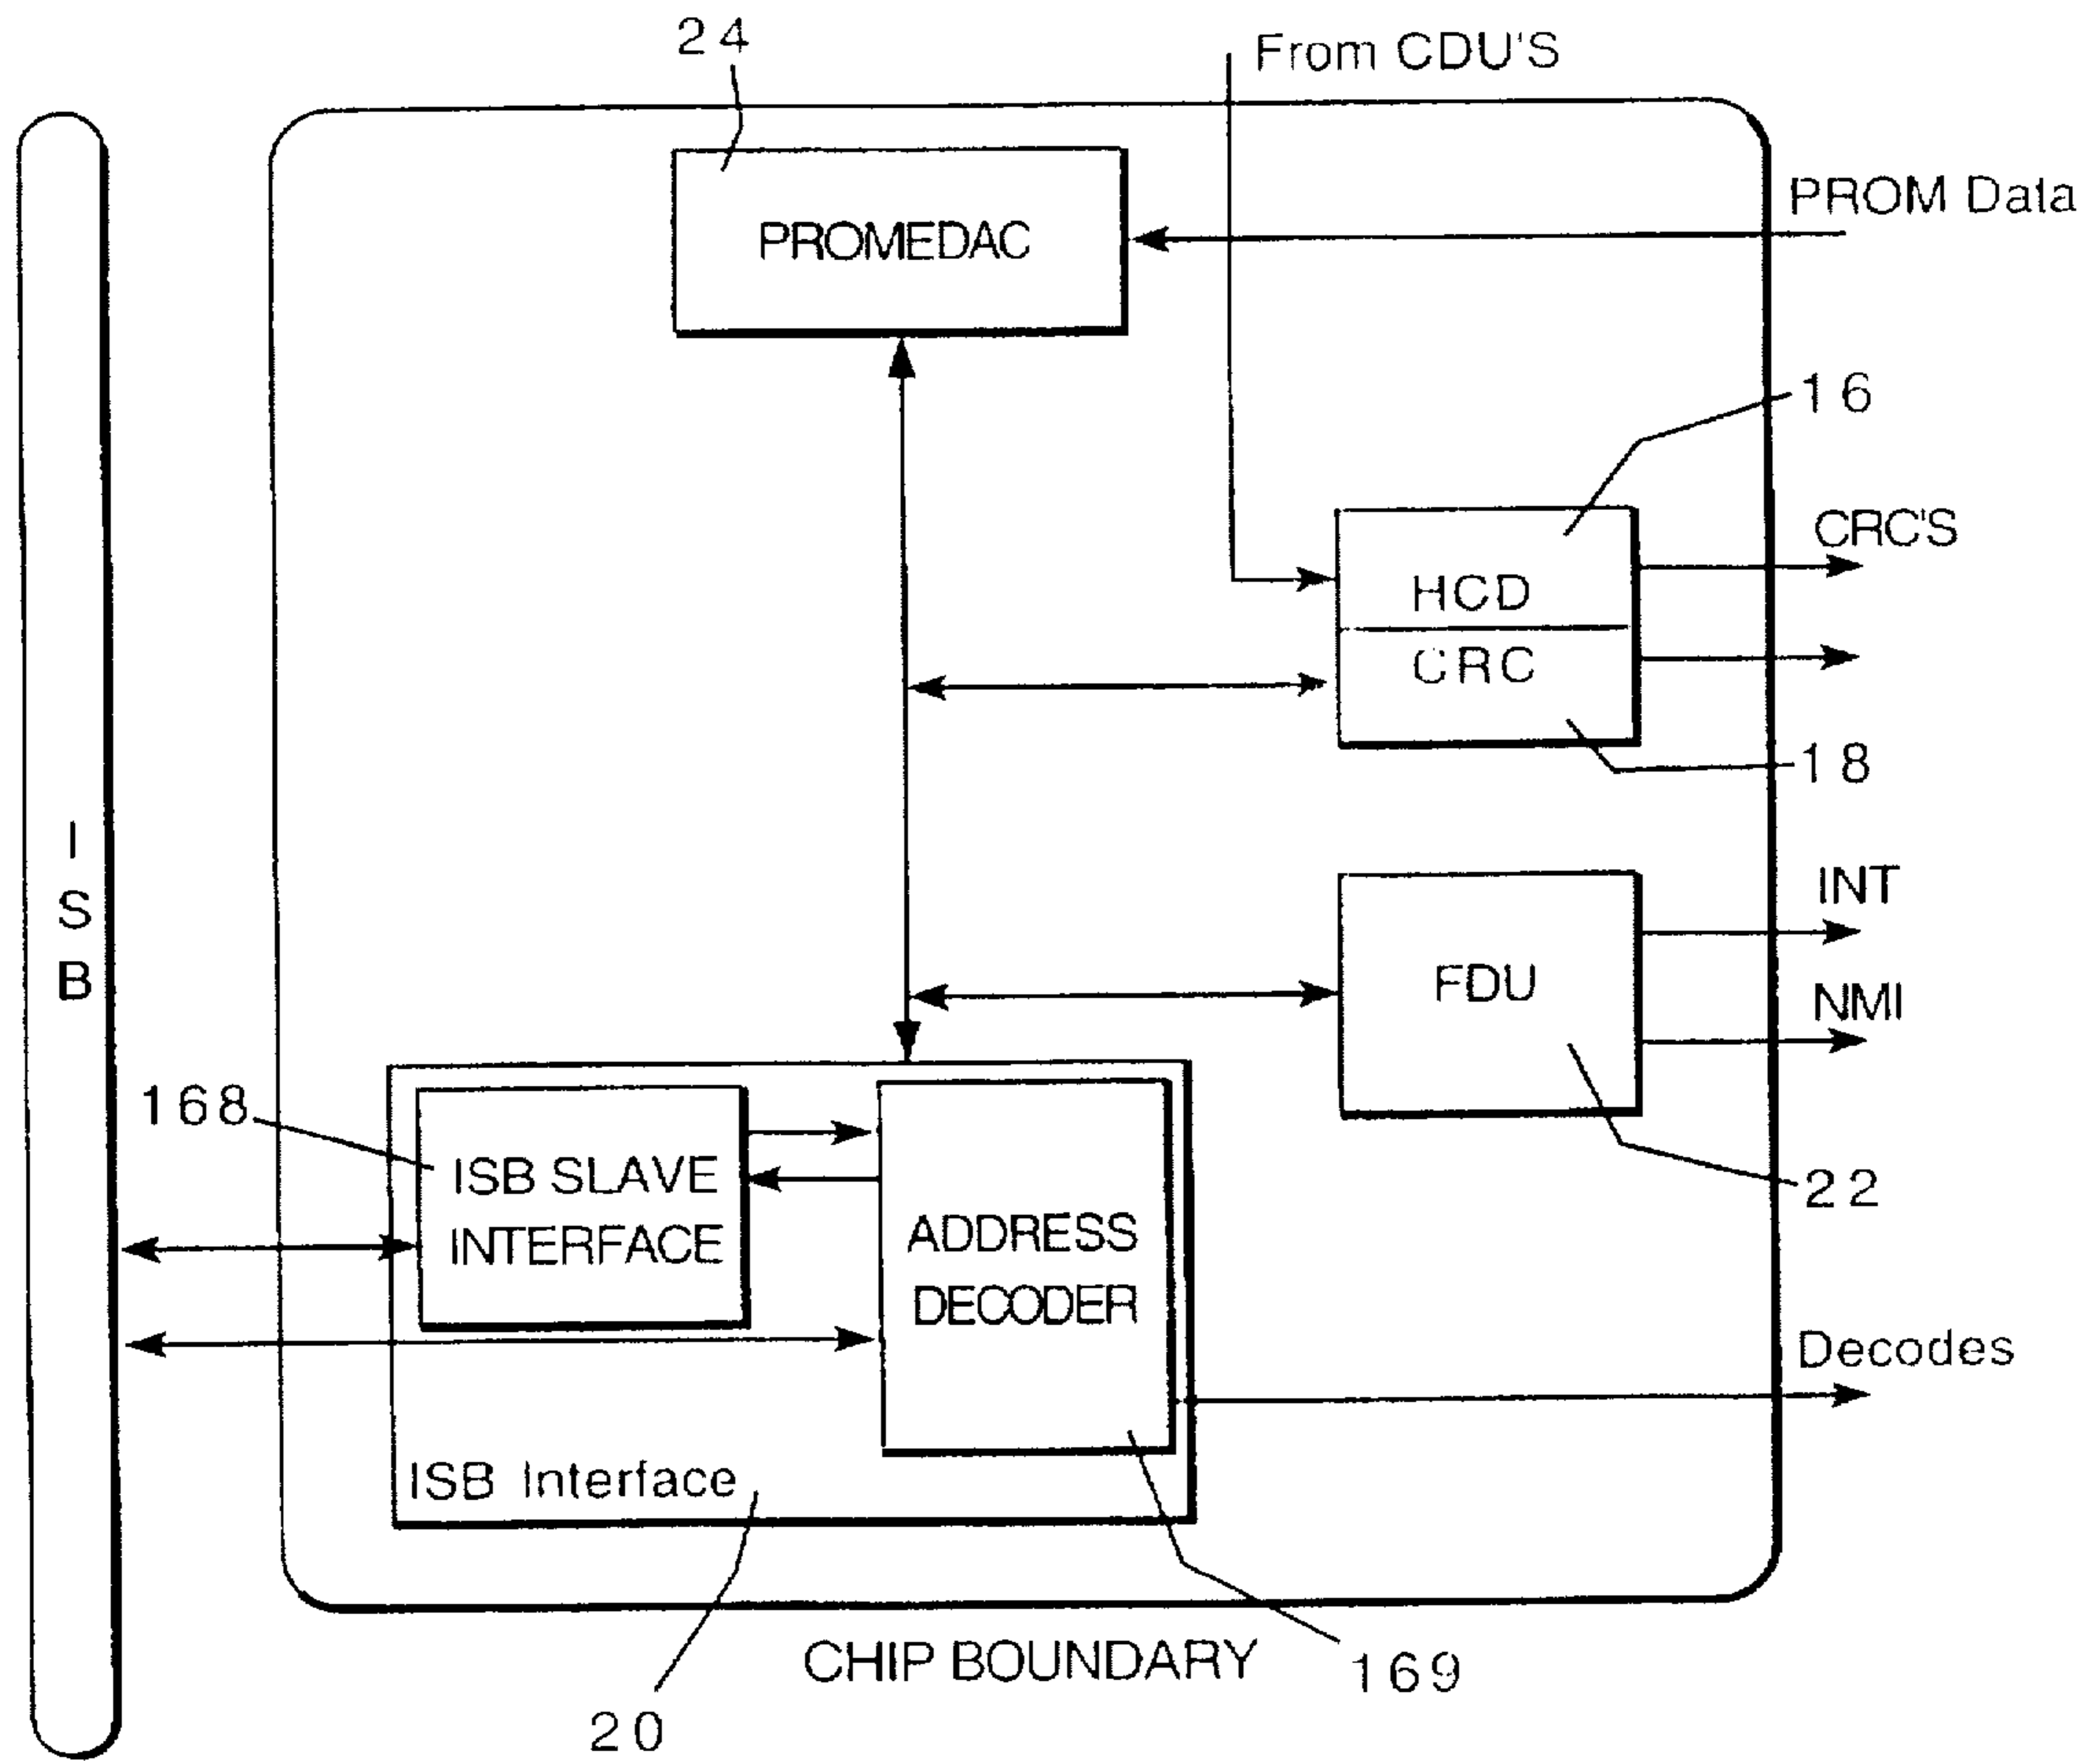 24
From CDU'S
PROMEDAC
PROM Data
16
CRC'S
HCD
CRC
18
I
S
B
INT
FDU
NMI
168
ISB SLAVE
INTERFACE
22
ADDRESS
DECODER
Decodes
ISB Interface
CHIP BOUNDARY
169
20